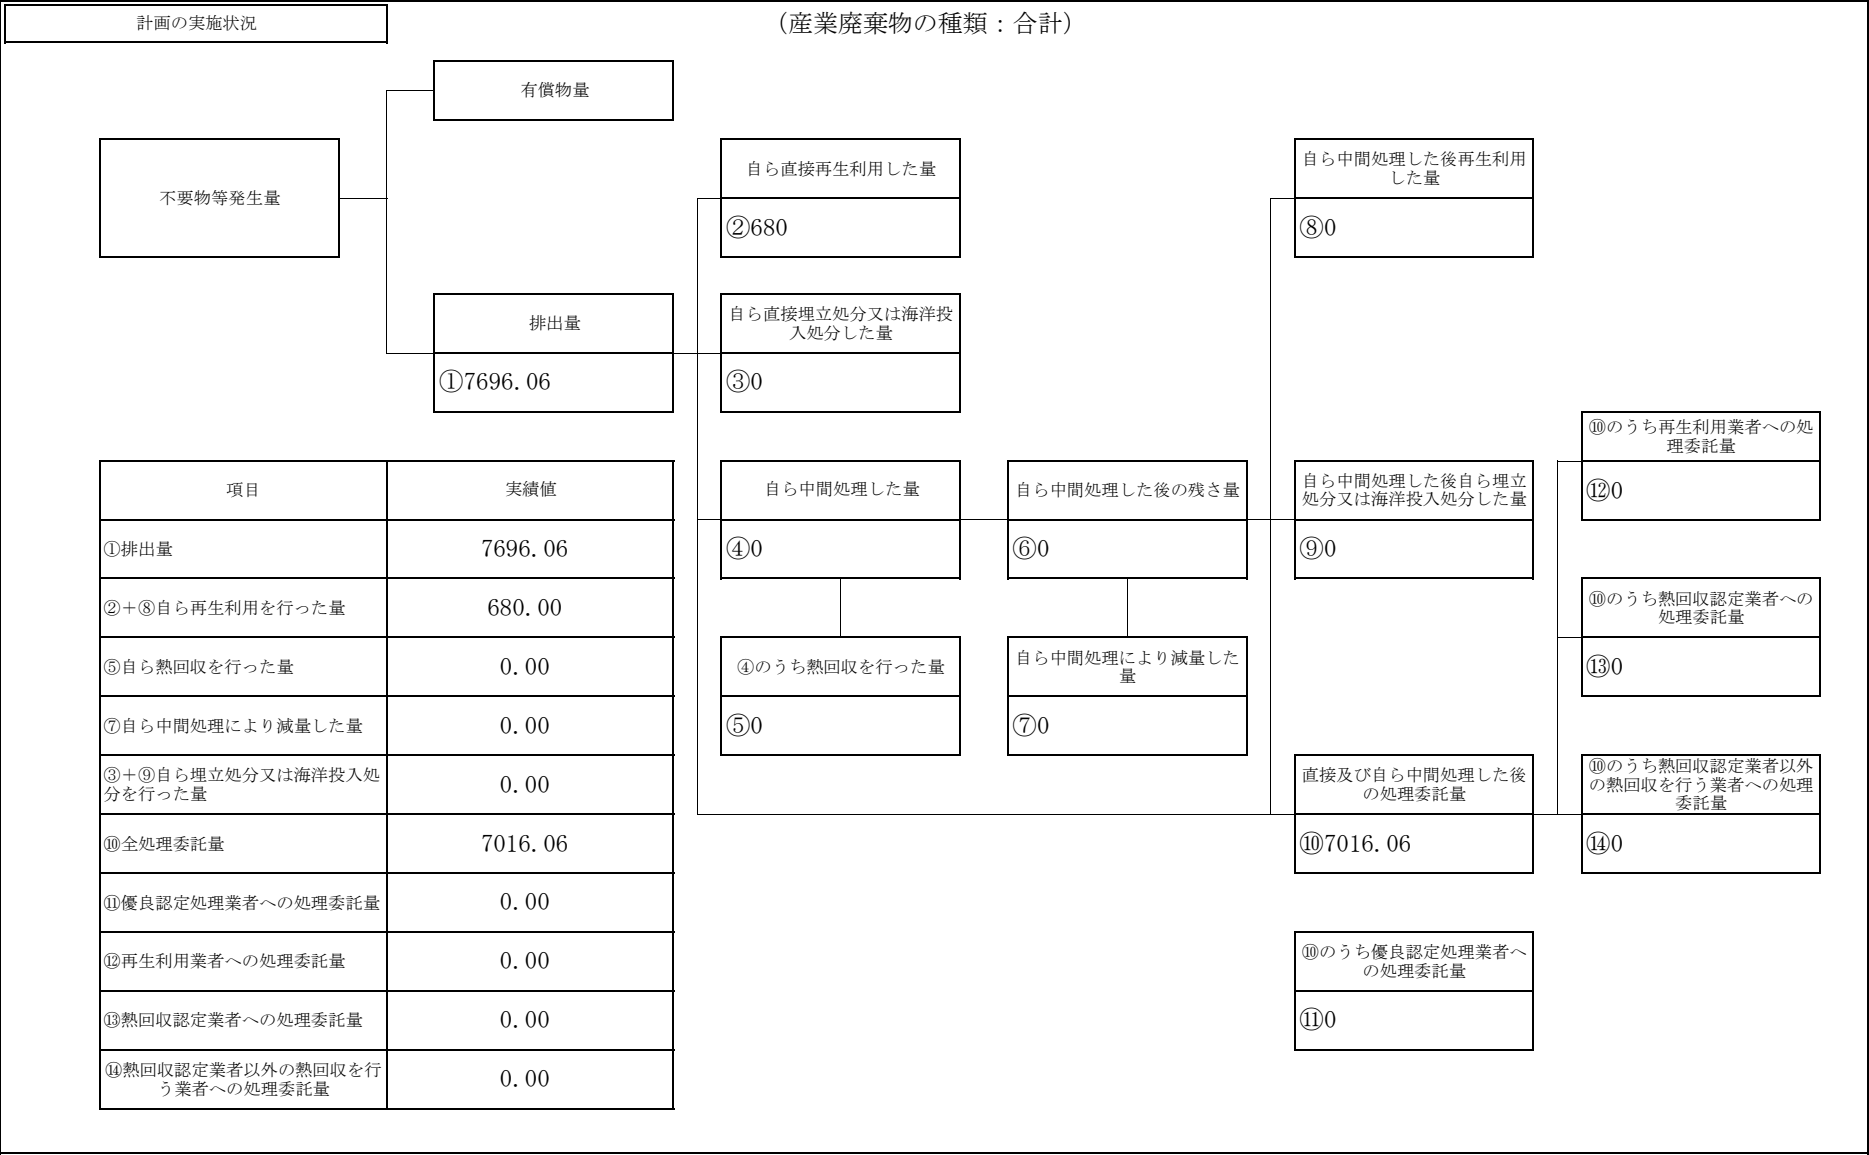 計画の実施状況
（産業廃棄物の種類：合計）
有償物量
不要物等発生量
自ら直接再生利用した量
②680
自ら中間処理した後再生利用
した量
⑧0
排出量
①7696.06
自ら直接埋立処分又は海洋投
入処分した量
③0
項目
実績値
①排出量
7696.06
②＋⑧自ら再生利用を行った量
680.00
⑤自ら熱回収を行った量
0.00
⑦自ら中間処理により減量した量
0.00
③＋⑨自ら埋立処分又は海洋投入処
分を行った量
0.00
⑩全処理委託量
7016.06
⑪優良認定処理業者への処理委託量
0.00
⑫再生利用業者への処理委託量
0.00
⑬熱回収認定業者への処理委託量
0.00
⑭熱回収認定業者以外の熱回収を行
う業者への処理委託量
0.00
自ら中間処理した量
④0
④のうち熱回収を行った量
⑤0
自ら中間処理した後の残さ量
⑥0
自ら中間処理により減量した
量
⑦0
自ら中間処理した後自ら埋立
処分又は海洋投入処分した量
⑨0
直接及び自ら中間処理した後
の処理委託量
⑩7016.06
⑩のうち優良認定処理業者へ
の処理委託量
⑪0
⑩のうち再生利用業者への処
理委託量
⑫0
⑩のうち熱回収認定業者への
処理委託量
⑬0
⑩のうち熱回収認定業者以外
の熱回収を行う業者への処理
委託量
⑭0